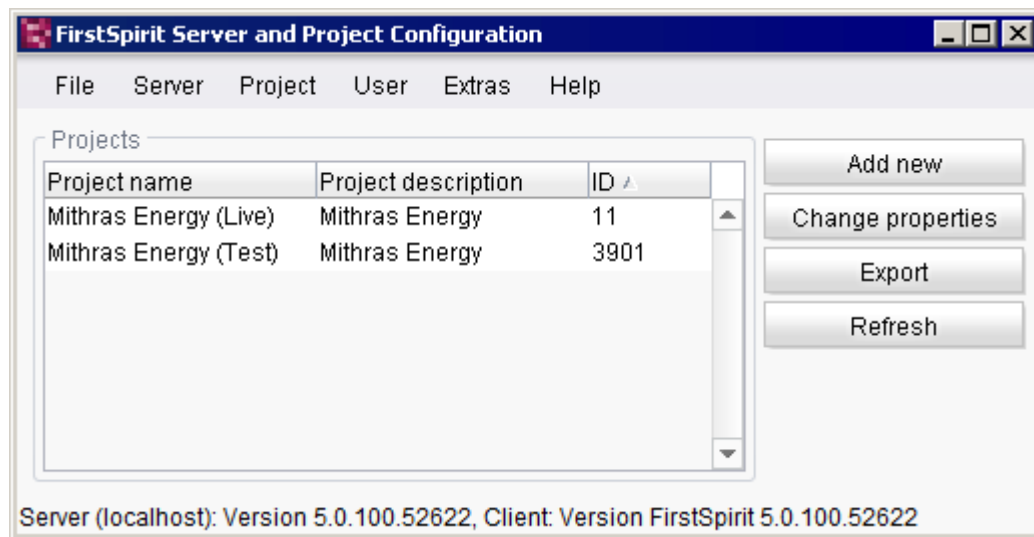 FirstSpirit Server and Project Configuration
File Server Project User Extras Help
Projects
Project name Project description ID
Mithras Energy (Live) Mithras Energy 11
Mithras Energy (Test) Mithras Energy 3901
Add new
Change properties
Export
Refresh
Server (localhost): Version 5.0.100.52622, Client: Version FirstSpirit 5.0.100.52622